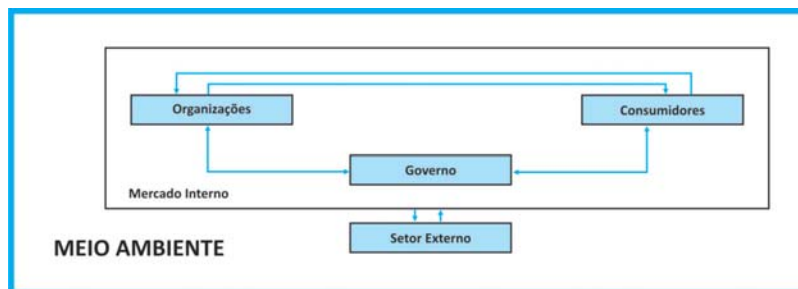 Organizações
Consumidores
Governo
Mercado Interno
Setor Externo
MEIO AMBIENTE